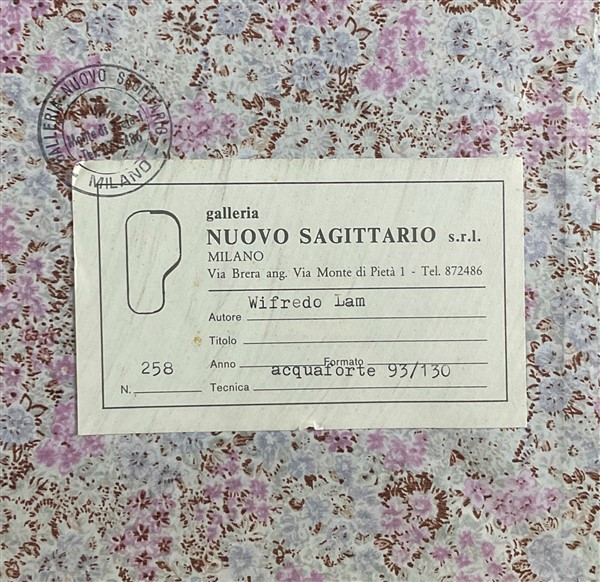 GALLERIA NUOVO SAGITTARIO
MILANO
galleria
NUOVO SAGITTARIO s.r.l.
MILANO
Via Brera ang. Via Monte di Pietà 1 - Tel. 872486
Autore Wifredo Lam
Titolo
Anno Formato
N. 258
Tecnica acquaforte 93/130